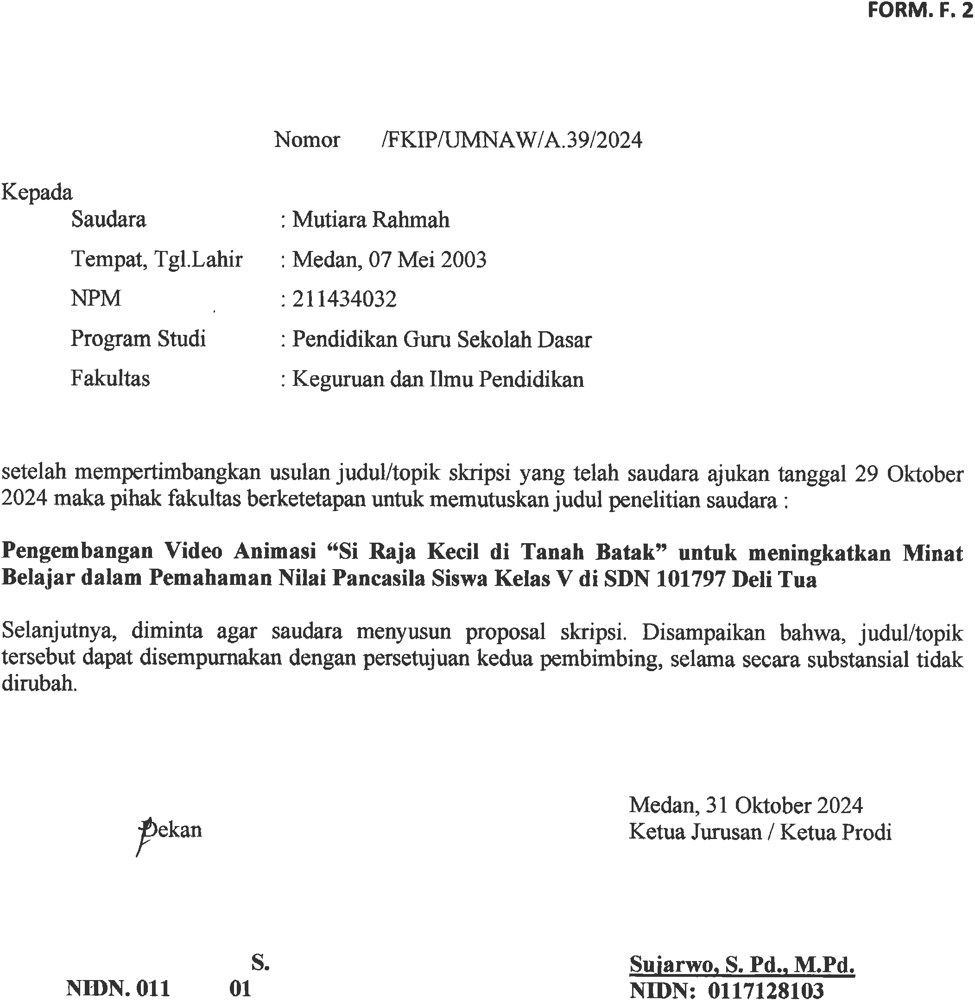 FORM. F. 2
Nomor /FKIP/UMNAW/A.39/2024
Kepada
Saudara : Mutiara Rahmah
Tempat, Tgl.Lahir : Medan, 07 Mei 2003
NPM : 211434032
Program Studi : Pendidikan Guru Sekolah Dasar
Fakultas : Keguruan dan Ilmu Pendidikan
setelah mempertimbangkan usulan judul/topik skripsi yang telah saudara ajukan tanggal 29 Oktober
2024 maka pihak fakultas berketetapan untuk memutuskan judul penelitian saudara :
Pengembangan Video Animasi “Si Raja Kecil di Tanah Batak” untuk meningkatkan Minat
Belajar dalam Pemahaman Nilai Pancasila Siswa Kelas V di SDN 101797 Deli Tua
Selanjutnya, diminta agar saudara menyusun proposal skripsi. Disampaikan bahwa, judul/topik
tersebut dapat disempurnakan dengan persetujuan kedua pembimbing, selama secara substansial tidak
dirubah.
Medan, 31 Oktober 2024
Dekan Ketua Jurusan / Ketua Prodi
S. Sujarwo, S. Pd., M.Pd.
NIDN. 011 01 NIDN: 0117128103